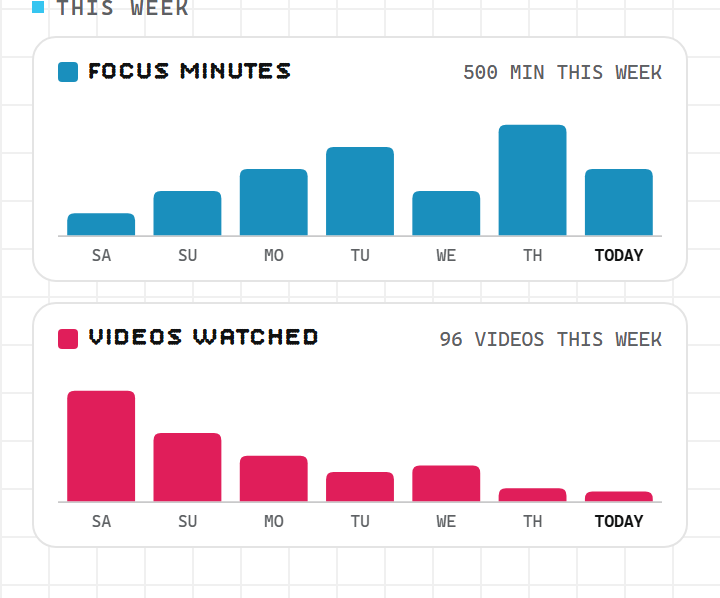 THIS WEEK
FOCUS MINUTES
500 MIN THIS WEEK
SA SU MO TU WE TH TODAY
VIDEOS WATCHED
96 VIDEOS THIS WEEK
SA SU MO TU WE TH TODAY